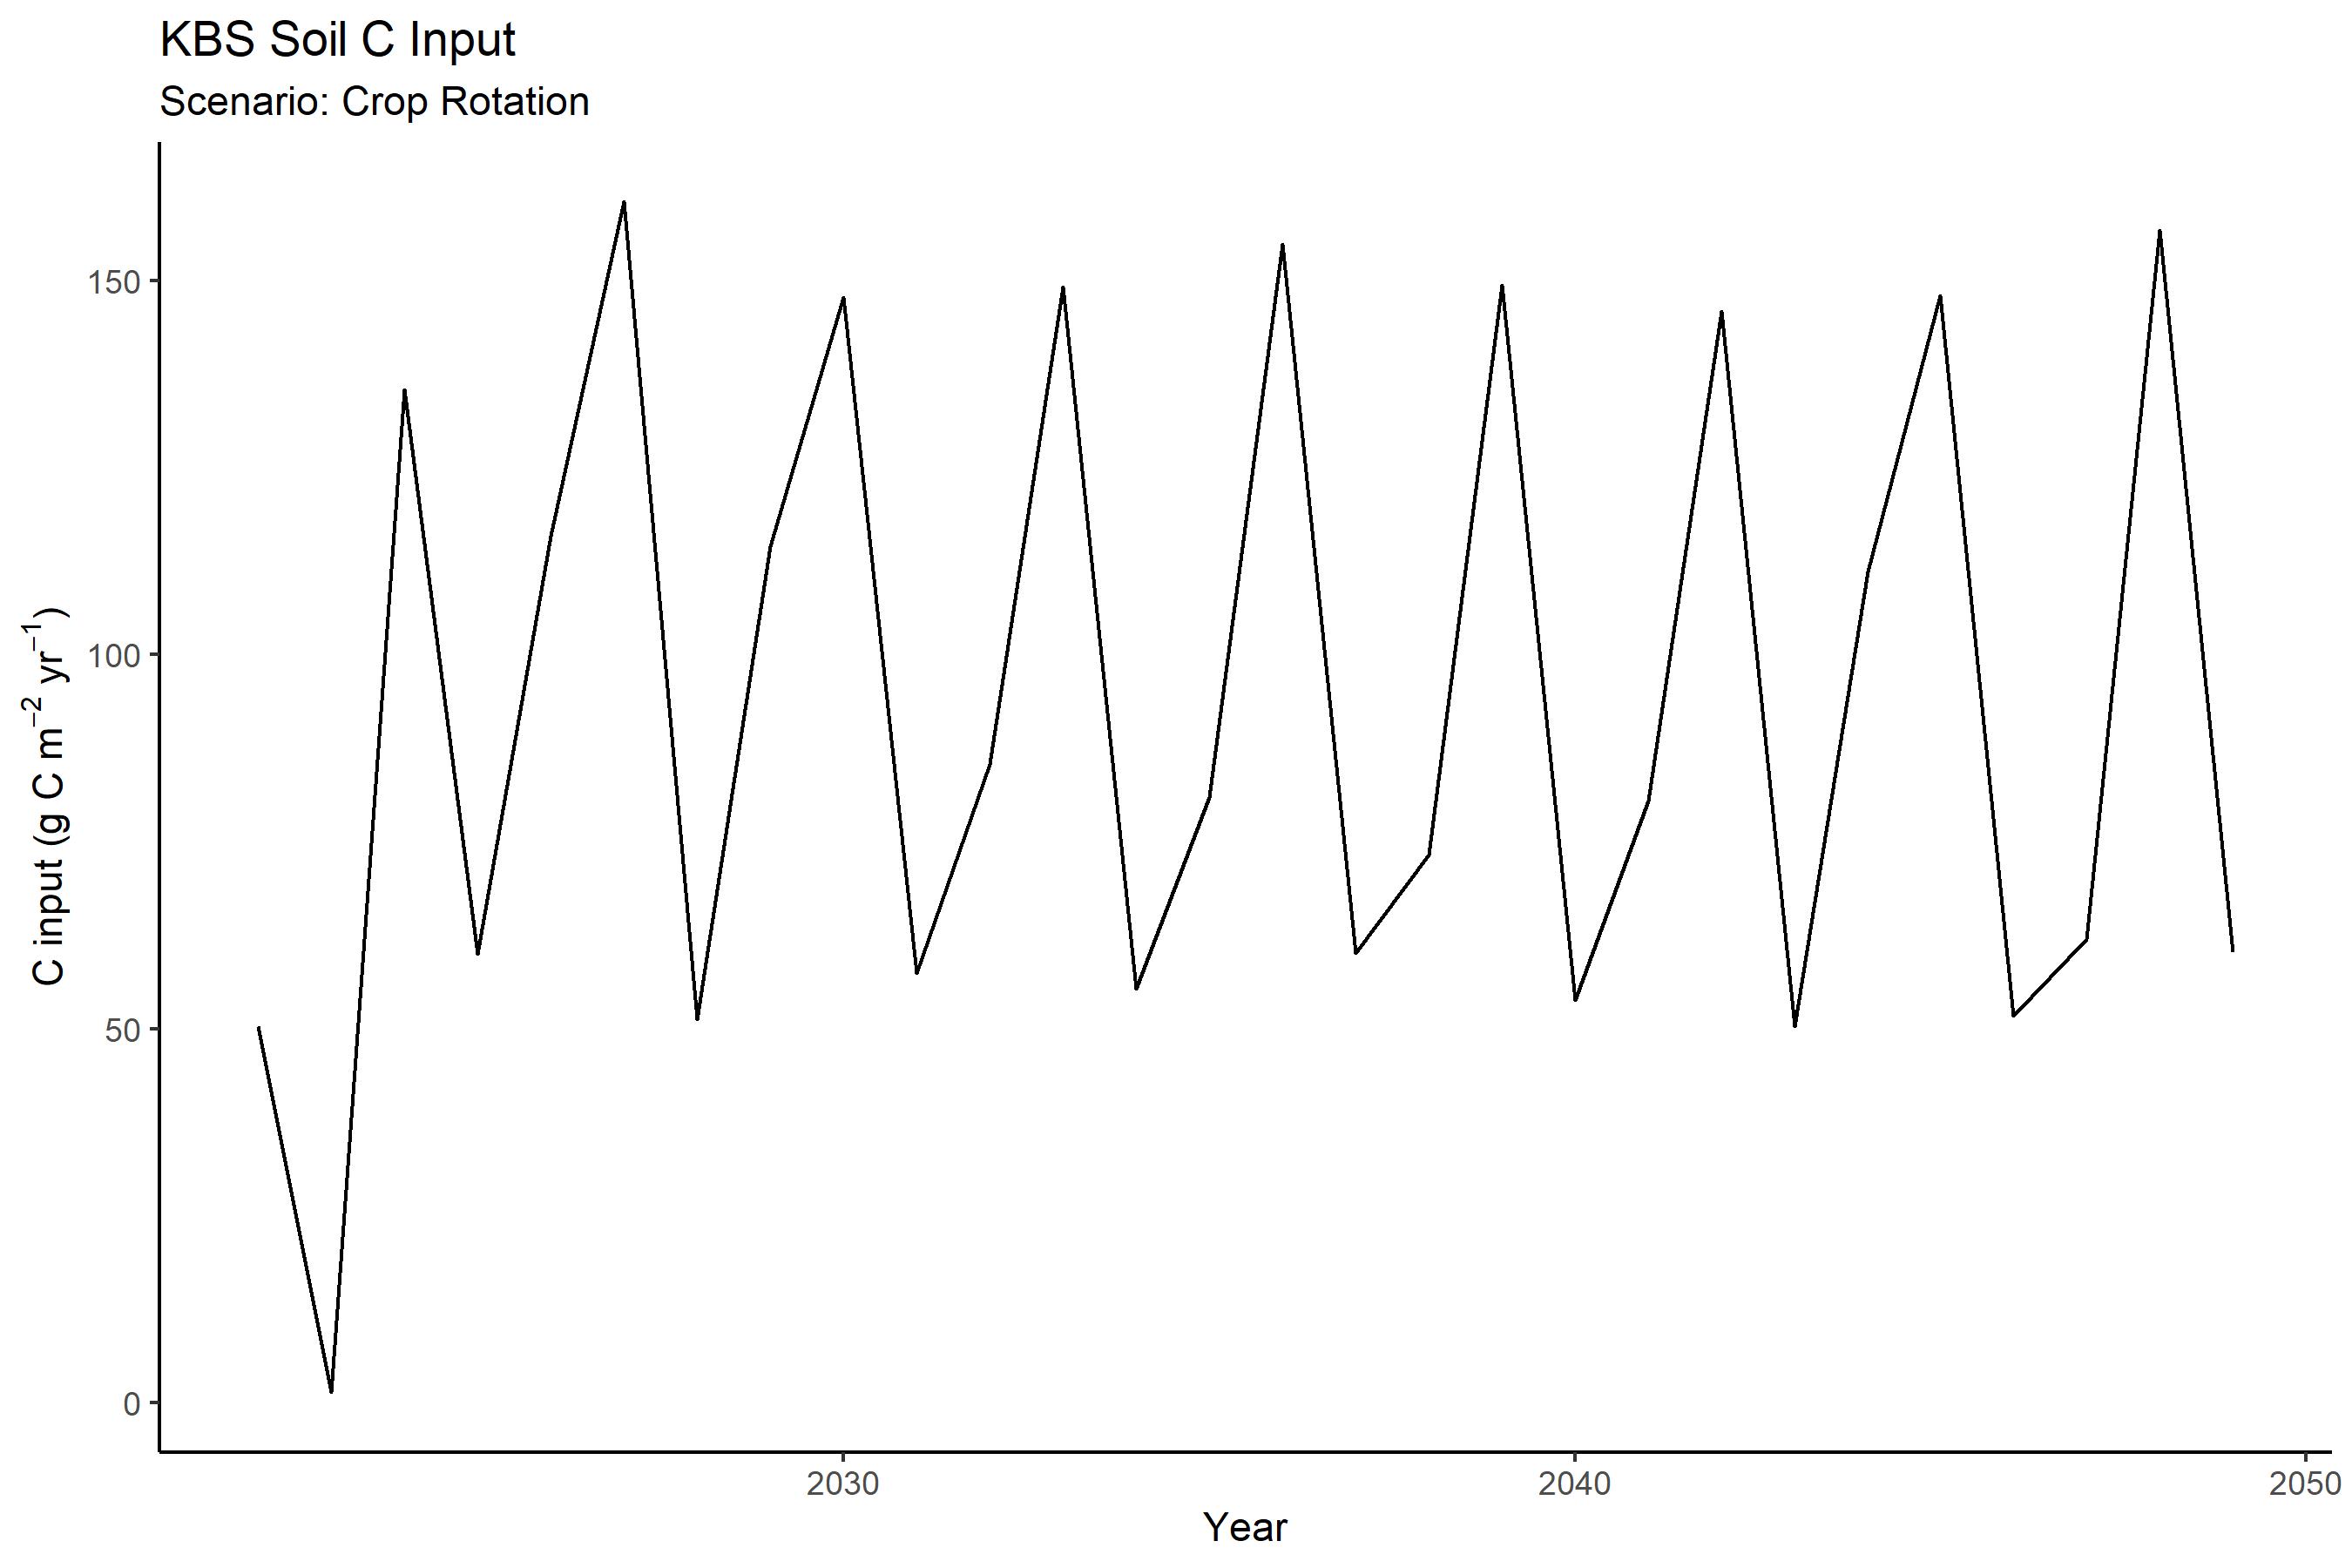 KBS Soil C Input
Scenario: Crop Rotation
C input (g C m⁻² yr⁻¹)
150
100
50
0
2030 2040 2050
Year